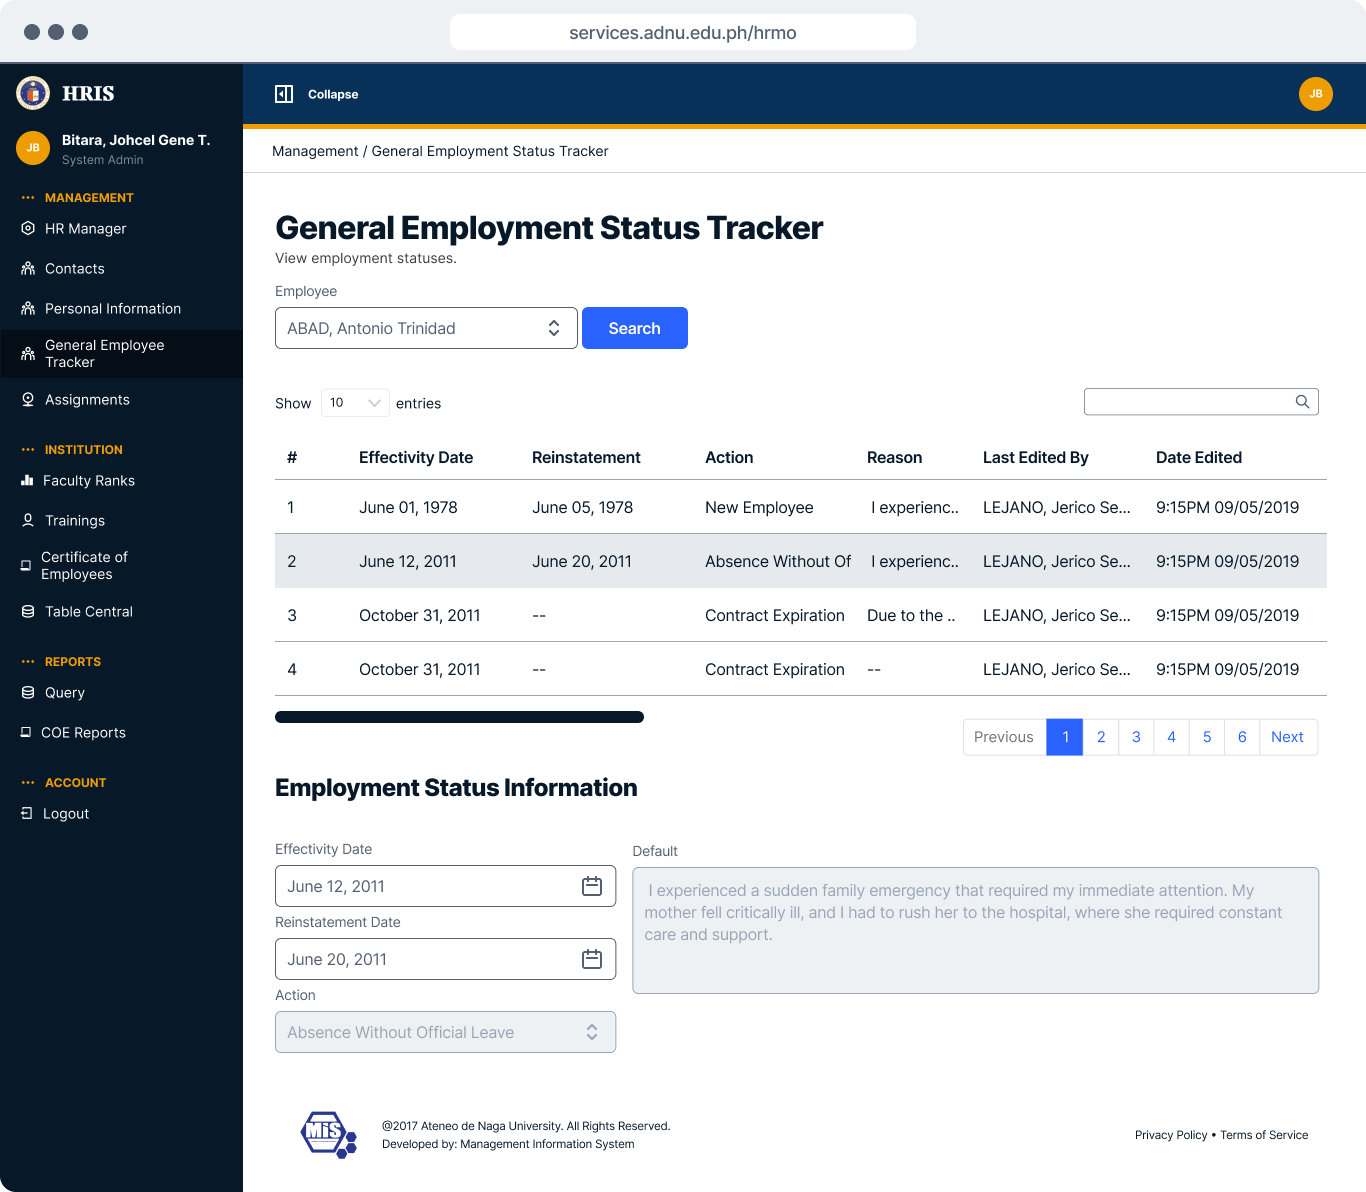 services.adnu.edu.ph/hrmo
HRIS
Collapse
JB
JB
Bitara, Johcel Gene T.
System Admin
Management / General Employment Status Tracker
MANAGEMENT
HR Manager
Contacts
Personal Information
General Employee
Tracker
Assignments
INSTITUTION
Faculty Ranks
Trainings
Certificate of
Employees
Table Central
REPORTS
Query
COE Reports
ACCOUNT
Logout
General Employment Status Tracker
View employment statuses.
Employee
ABAD, Antonio Trinidad
Search
Show 10 entries
# Effectivity Date Reinstatement Action Reason Last Edited By Date Edited
1 June 01, 1978 June 05, 1978 New Employee I experienc.. LEJANO, Jerico Se... 9:15PM 09/05/2019
2 June 12, 2011 June 20, 2011 Absence Without Of I experienc.. LEJANO, Jerico Se... 9:15PM 09/05/2019
3 October 31, 2011 -- Contract Expiration Due to the .. LEJANO, Jerico Se... 9:15PM 09/05/2019
4 October 31, 2011 -- Contract Expiration -- LEJANO, Jerico Se... 9:15PM 09/05/2019
Previous 1 2 3 4 5 6 Next
Employment Status Information
Effectivity Date
June 12, 2011
Reinstatement Date
June 20, 2011
Action
Absence Without Official Leave
Default
I experienced a sudden family emergency that required my immediate attention. My
mother fell critically ill, and I had to rush her to the hospital, where she required constant
care and support.
MiS
@2017 Ateneo de Naga University. All Rights Reserved.
Developed by: Management Information System
Privacy Policy • Terms of Service